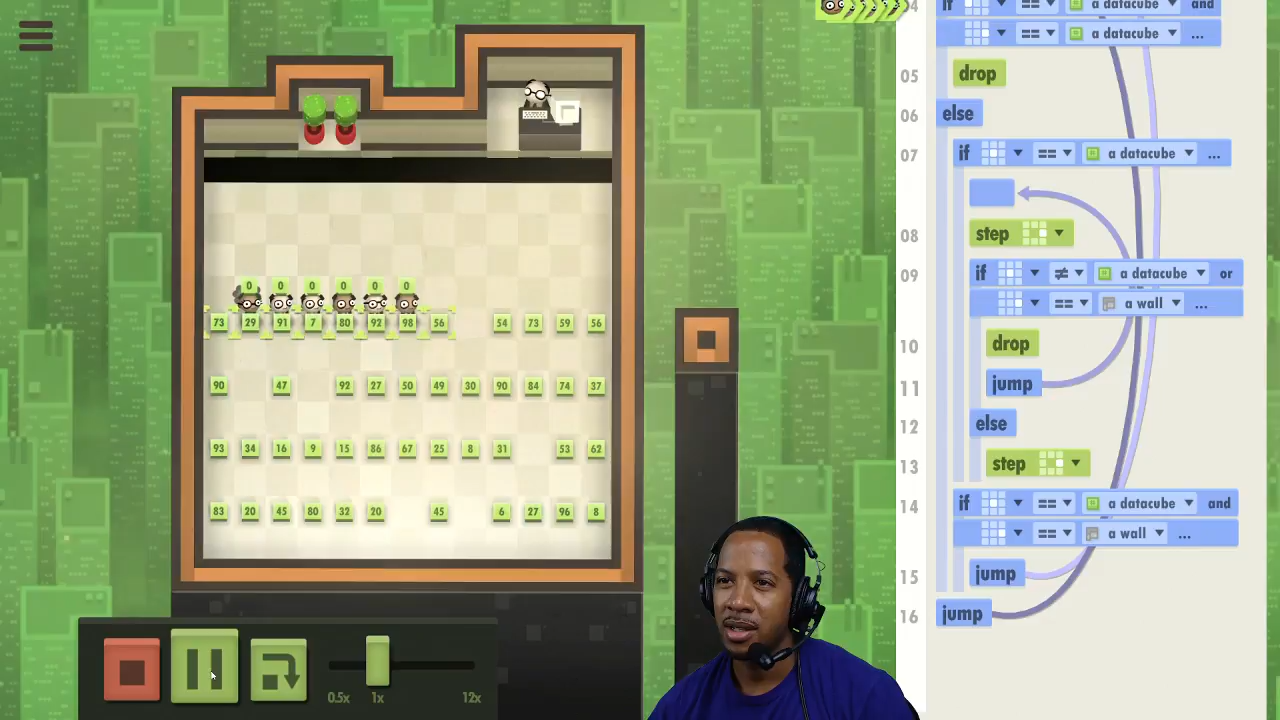 4
if == a datacube and
== a datacube ...
05 drop
06 else
07 if == a datacube ...
08 step
09 if ≠ a datacube or
== a wall ...
10 drop
11 jump
12 else
13 step
14 if == a datacube and
== a wall ...
15 jump
16 jump
0 0 0 0 0 0
73 29 91 7 80 92 98 56 54 73 59 56
90 47 92 27 50 49 30 90 84 74 37
93 34 16 9 15 86 67 25 8 31 53 62
83 20 45 80 32 20 45 6 27 96 8
0.5x 1x 12x